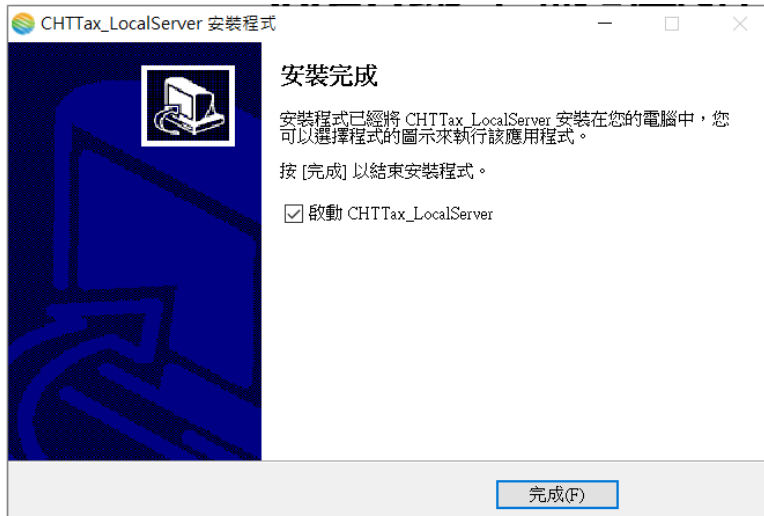 CHTTax_LocalServer 安裝程式
安裝完成
安裝程式已經將 CHTTax_LocalServer 安裝在您的電腦中，您
可以選擇程式的圖示來執行該應用程式。
按 [完成] 以結束安裝程式。
啟動 CHTTax_LocalServer
完成(F)